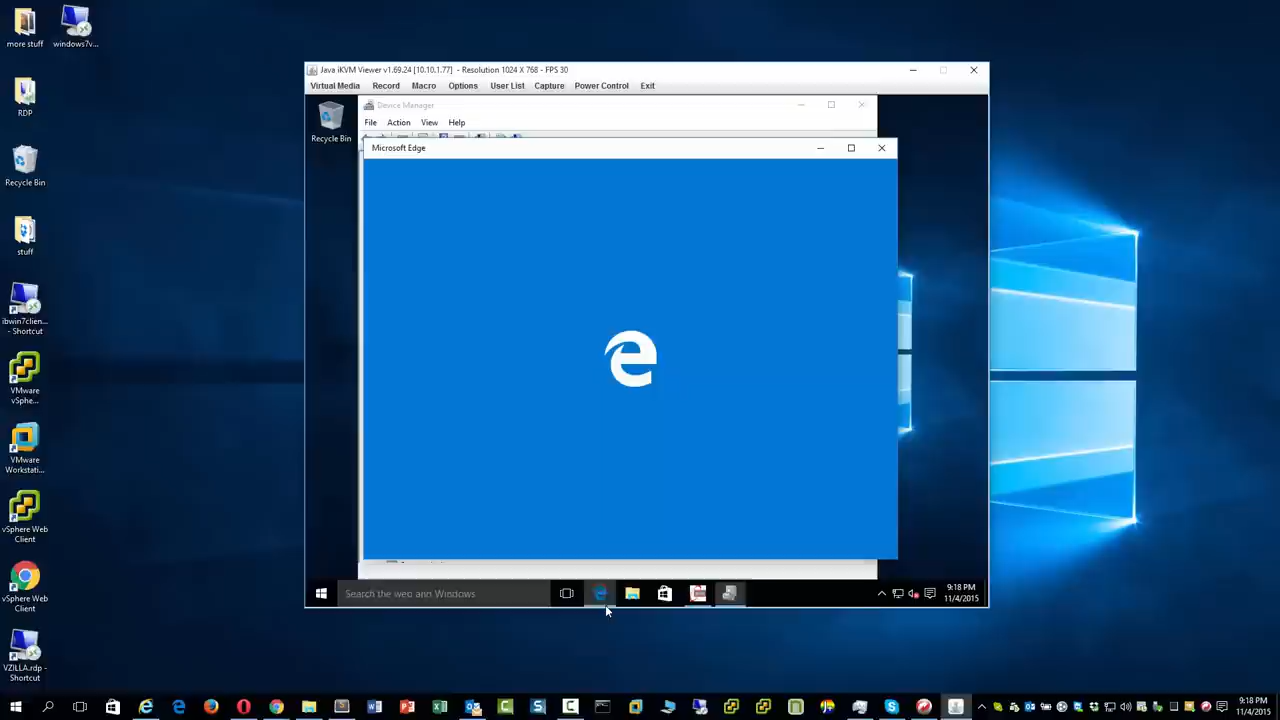 more stuff
windows7v...
RDP
Recycle Bin
stuff
ibwin7clien...
- Shortcut
VMware
vSphe...
VMware
Workstati...
vSphere Web
Client
vSphere Web
Client
VZILLA.rdp -
Shortcut
Java iKVM Viewer v1.69.24 [10.10.1.77] - Resolution 1024 X 768 - FPS 30
Virtual Media Record Macro Options User List Capture Power Control Exit
Recycle Bin
Device Manager
File Action View Help
Microsoft Edge
Search the web and Windows
9:18 PM
11/4/2015
9:18 PM
11/4/2015